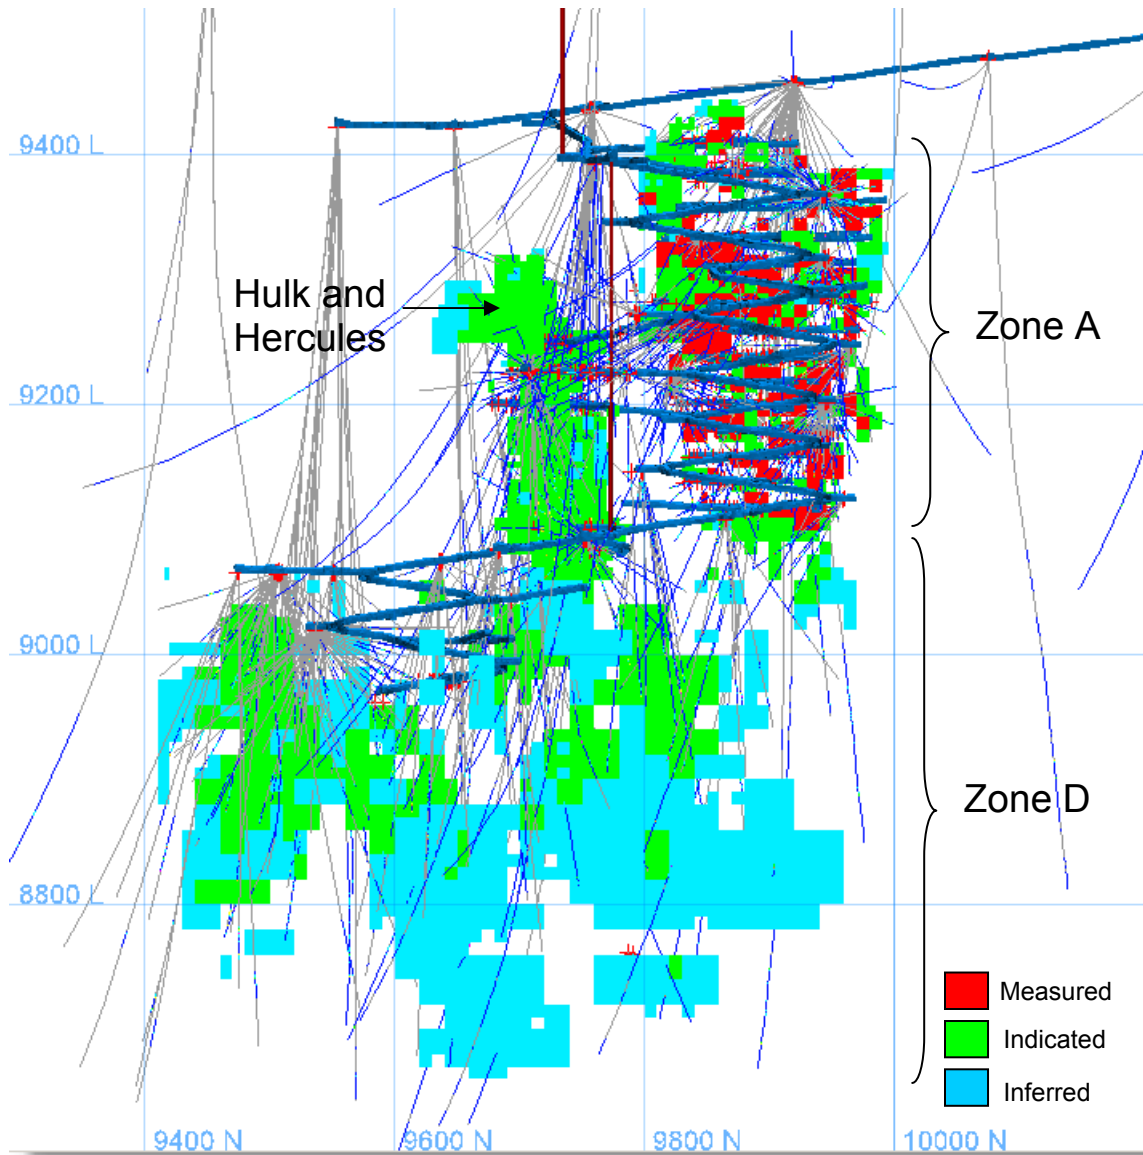 9400 L
Hulk and
Hercules
Zone A
9200 L
9000 L
Zone D
8800 L
Measured
Indicated
Inferred
9400 N
9600 N
9800 N
10000 N